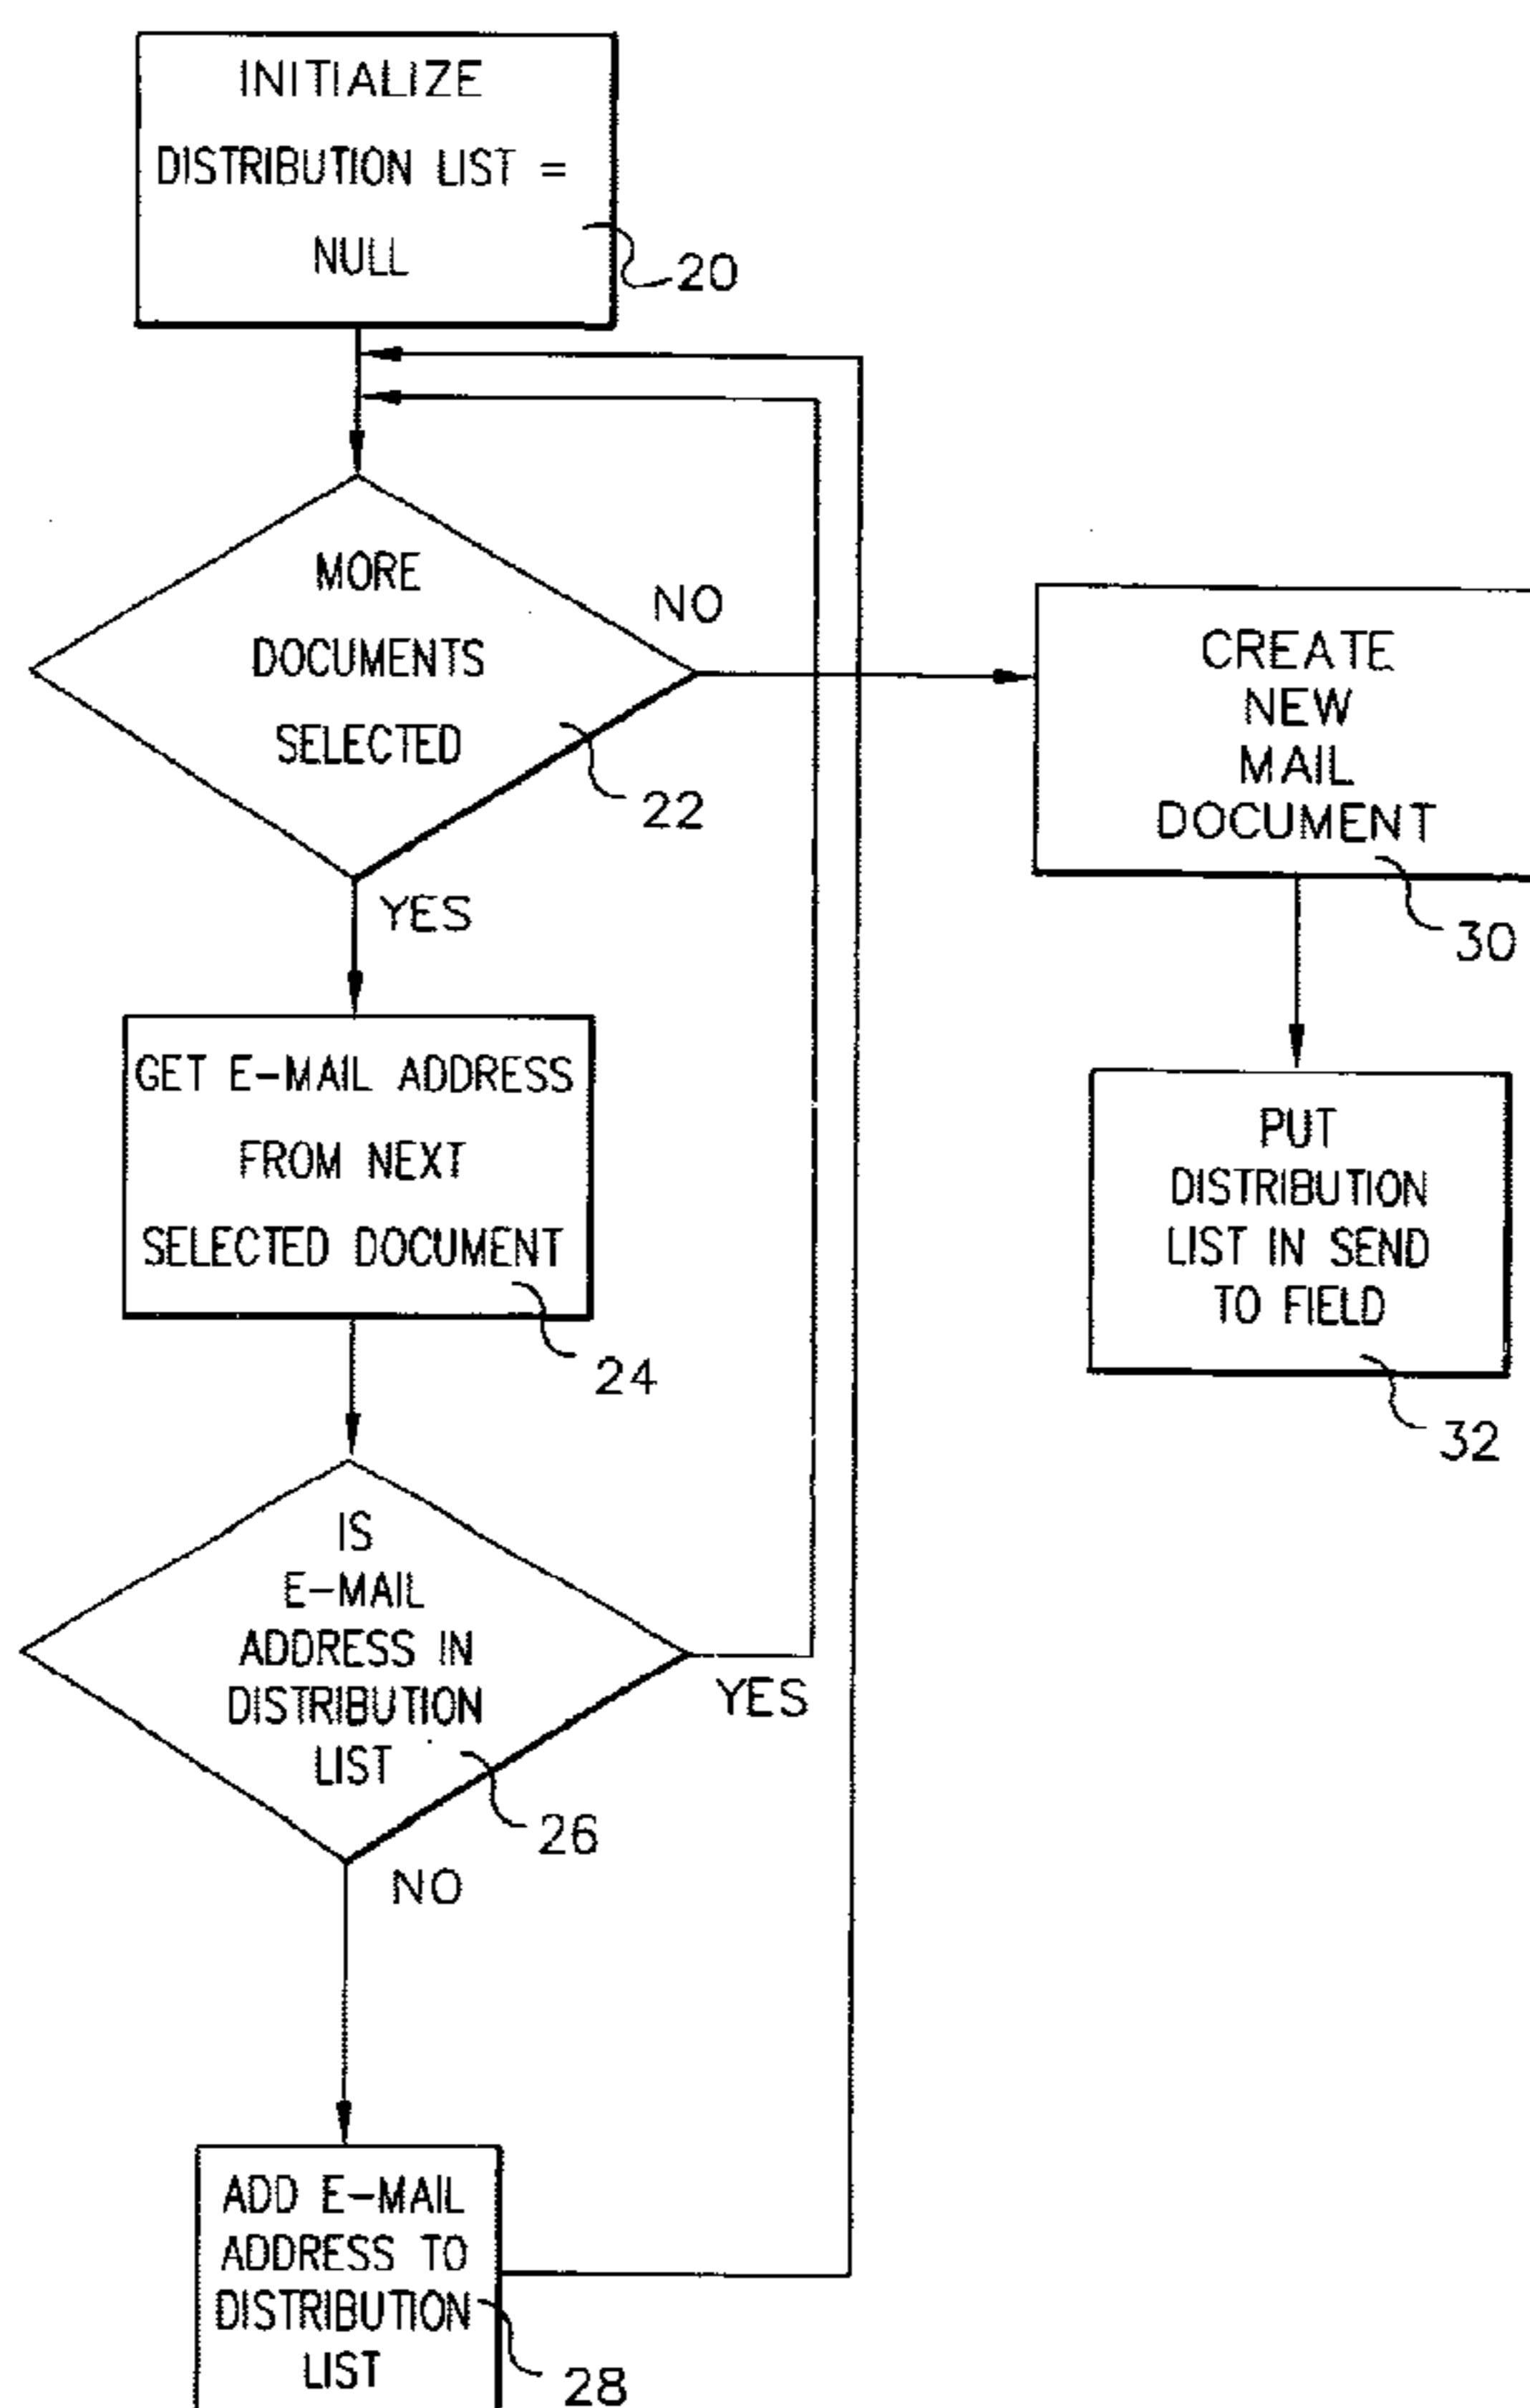 INITIALIZE
DISTRIBUTION LIST =
NULL
20
MORE
DOCUMENTS
SELECTED
22
NO
YES
CREATE
NEW
MAIL
DOCUMENT
30
PUT
DISTRIBUTION
LIST IN SEND
TO FIELD
32
GET E-MAIL ADDRESS
FROM NEXT
SELECTED DOCUMENT
24
IS
E-MAIL
ADDRESS IN
DISTRIBUTION
LIST
26
YES
NO
ADD E-MAIL
ADDRESS TO
DISTRIBUTION
LIST
28